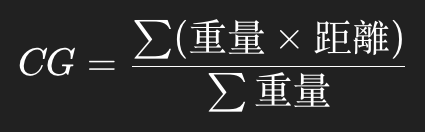 CG = ∑(重量 × 距離) / ∑ 重量